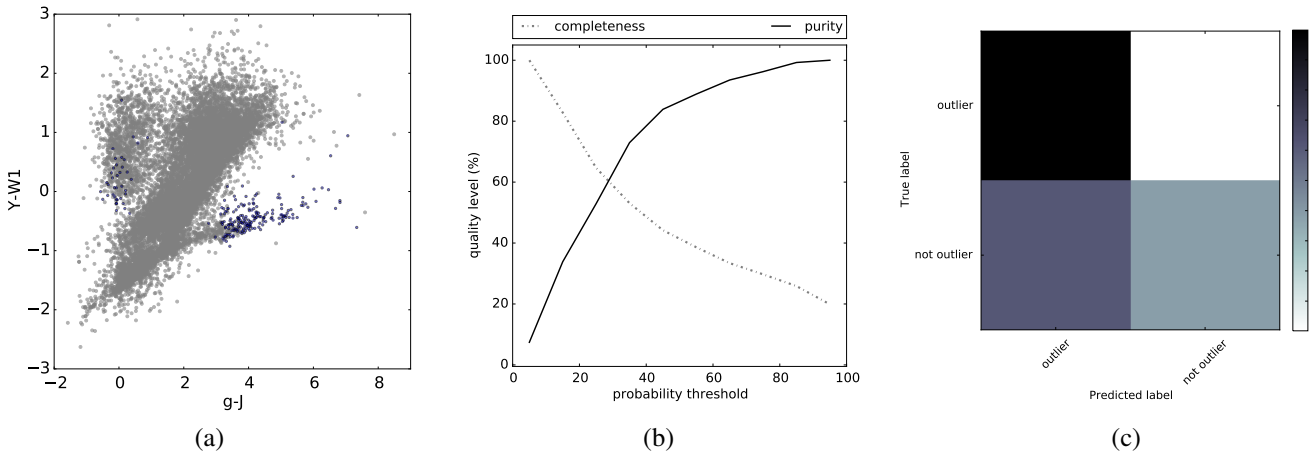 3
2
1
0
−1
−2
−3
−2
0
2
4
6
8
Y-W1
g-J
(a)
completeness
purity
100
80
60
40
20
0
0
20
40
60
80
100
quality level (%)
probability threshold
(b)
outlier
not outlier
True label
outlier
not outlier
Predicted label
(c)